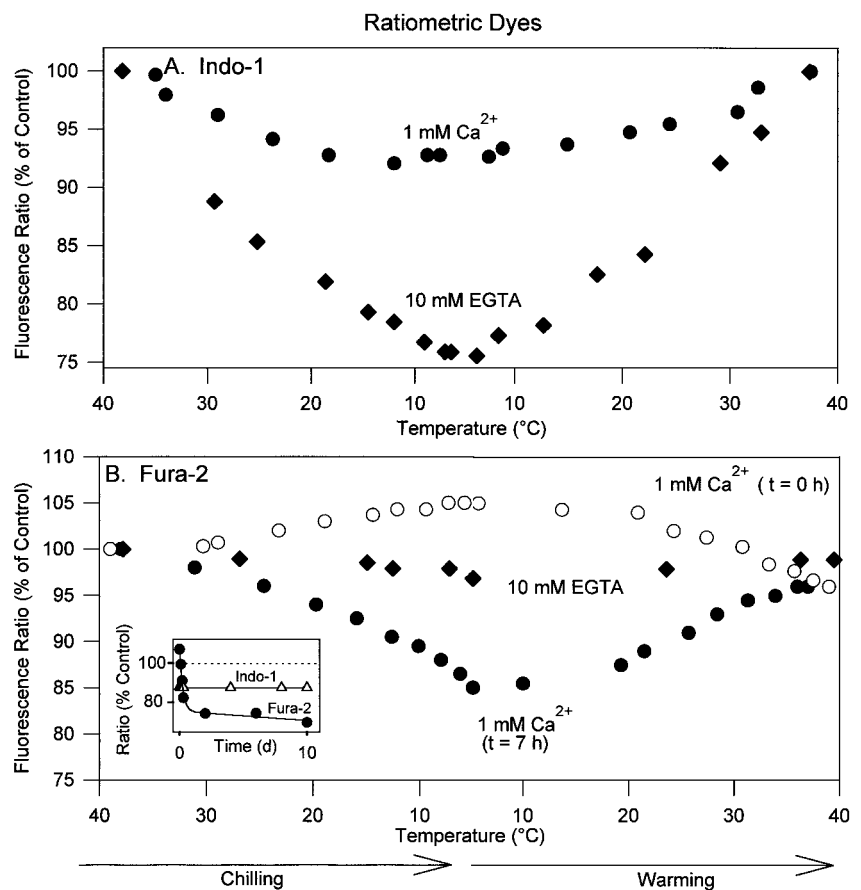 Ratiometric Dyes
A. Indo-1
Fluorescence Ratio (% of Control)
100
95
90
85
80
75
1 mM Ca²⁺
10 mM EGTA
40 30 20 10 10 20 30 40
Temperature (°C)
B. Fura-2
Fluorescence Ratio (% of Control)
110
105
100
95
90
85
80
75
1 mM Ca²⁺ ( t = 0 h)
10 mM EGTA
1 mM Ca²⁺
(t = 7 h)
Ratio (% Control)
100
80
Indo-1
Fura-2
0 10
Time (d)
40 30 20 10 10 20 30 40
Temperature (°C)
Chilling Warming